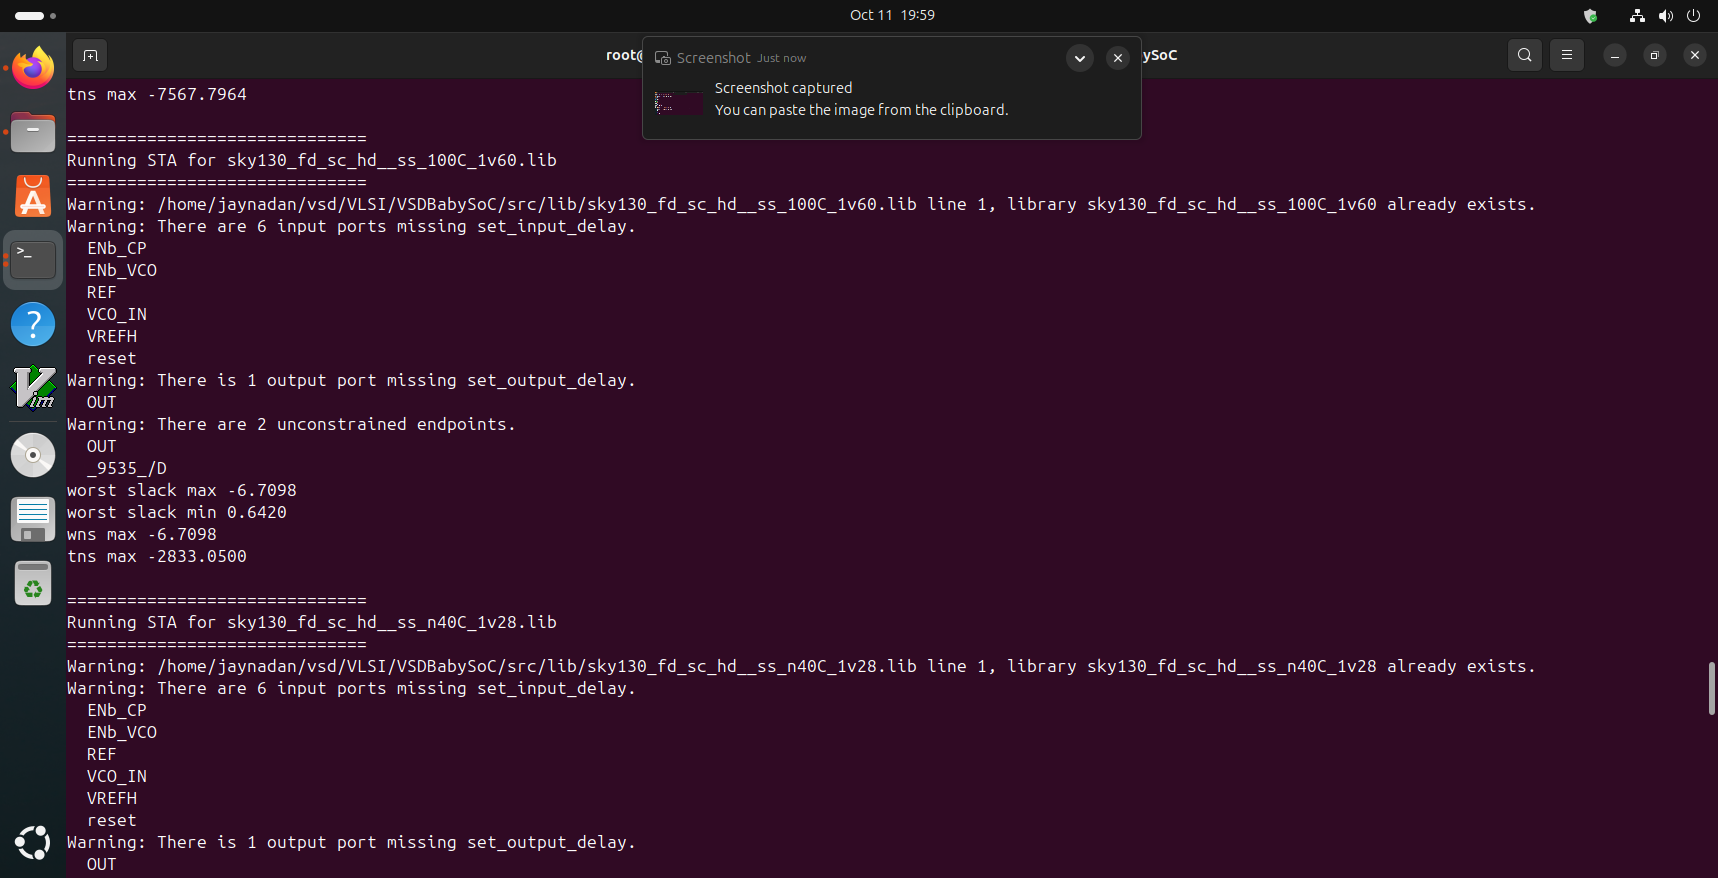 Oct 11 19:59
root@
ySoC
Screenshot Just now
Screenshot captured
You can paste the image from the clipboard.
tns max -7567.7964
==============================
Running STA for sky130_fd_sc_hd__ss_100C_1v60.lib
==============================
Warning: /home/jaynadan/vsd/VLSI/VSDBabySoC/src/lib/sky130_fd_sc_hd__ss_100C_1v60.lib line 1, library sky130_fd_sc_hd__ss_100C_1v60 already exists.
Warning: There are 6 input ports missing set_input_delay.
ENb_CP
ENb_VCO
REF
VCO_IN
VREFH
reset
Warning: There is 1 output port missing set_output_delay.
OUT
Warning: There are 2 unconstrained endpoints.
OUT
_9535_/D
worst slack max -6.7098
worst slack min 0.6420
wns max -6.7098
tns max -2833.0500
==============================
Running STA for sky130_fd_sc_hd__ss_n40C_1v28.lib
==============================
Warning: /home/jaynadan/vsd/VLSI/VSDBabySoC/src/lib/sky130_fd_sc_hd__ss_n40C_1v28.lib line 1, library sky130_fd_sc_hd__ss_n40C_1v28 already exists.
Warning: There are 6 input ports missing set_input_delay.
ENb_CP
ENb_VCO
REF
VCO_IN
VREFH
reset
Warning: There is 1 output port missing set_output_delay.
OUT